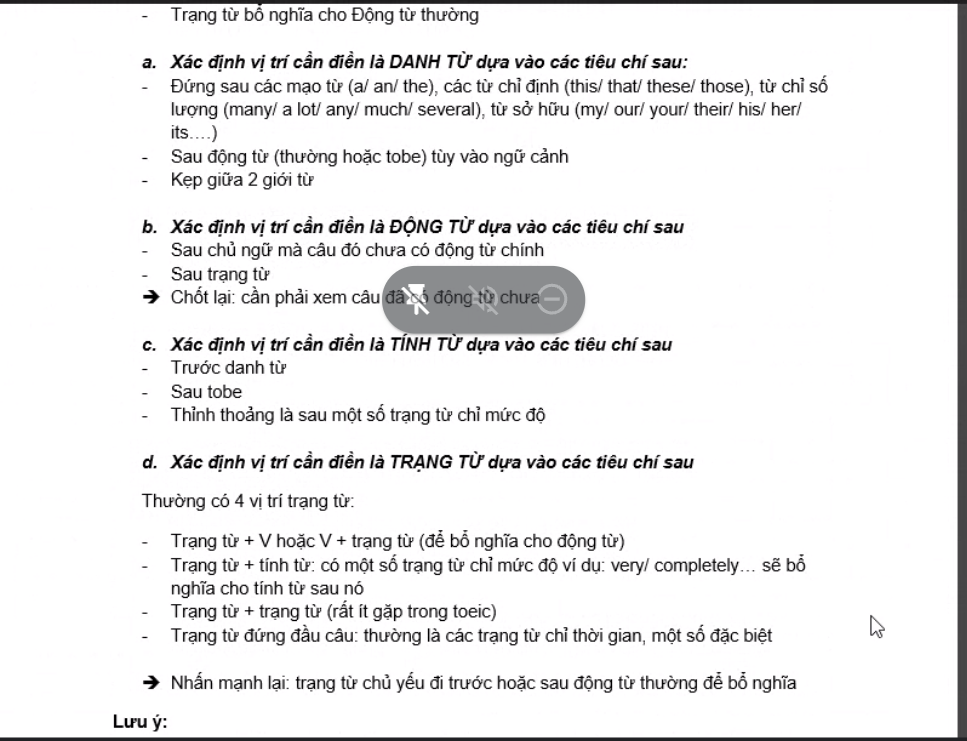 - Trạng từ bổ nghĩa cho Động từ thường
a. Xác định vị trí cần điền là DANH TỪ dựa vào các tiêu chí sau:
- Đứng sau các mạo từ (a/ an/ the), các từ chỉ định (this/ that/ these/ those), từ chỉ số
lượng (many/ a lot/ any/ much/ several), từ sở hữu (my/ our/ your/ their/ his/ her/
its....)
- Sau động từ (thường hoặc tobe) tùy vào ngữ cảnh
- Kẹp giữa 2 giới từ
b. Xác định vị trí cần điền là ĐỘNG TỪ dựa vào các tiêu chí sau
- Sau chủ ngữ mà câu đó chưa có động từ chính
- Sau trạng từ
➔ Chốt lại: cần phải xem câu đã có động từ chưa
c. Xác định vị trí cần điền là TÍNH TỪ dựa vào các tiêu chí sau
- Trước danh từ
- Sau tobe
- Thỉnh thoảng là sau một số trạng từ chỉ mức độ
d. Xác định vị trí cần điền là TRẠNG TỪ dựa vào các tiêu chí sau
Thường có 4 vị trí trạng từ:
- Trạng từ + V hoặc V + trạng từ (để bổ nghĩa cho động từ)
- Trạng từ + tính từ: có một số trạng từ chỉ mức độ ví dụ: very/ completely... sẽ bổ
nghĩa cho tính từ sau nó
- Trạng từ + trạng từ (rất ít gặp trong toeic)
- Trạng từ đứng đầu câu: thường là các trạng từ chỉ thời gian, một số đặc biệt
➔ Nhấn mạnh lại: trạng từ chủ yếu đi trước hoặc sau động từ thường để bổ nghĩa
Lưu ý: